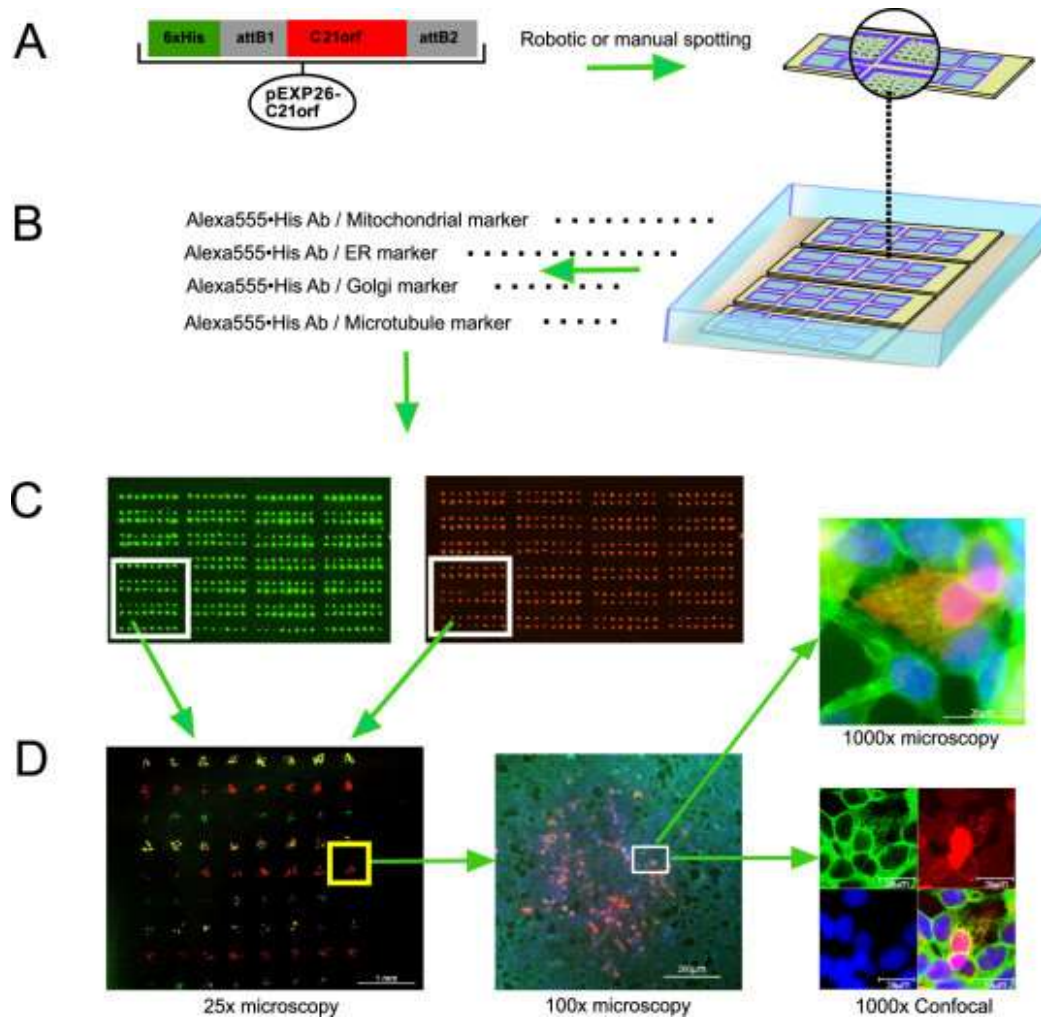 A
6xHis attB1 C21orf attB2
pEXP26-
C21orf
Robotic or manual spotting
B
Alexa555•His Ab / Mitochondrial marker
Alexa555•His Ab / ER marker
Alexa555•His Ab / Golgi marker
Alexa555•His Ab / Microtubule marker
C
1000x microscopy
D
1 mm
25x microscopy
100x microscopy
1000x Confocal